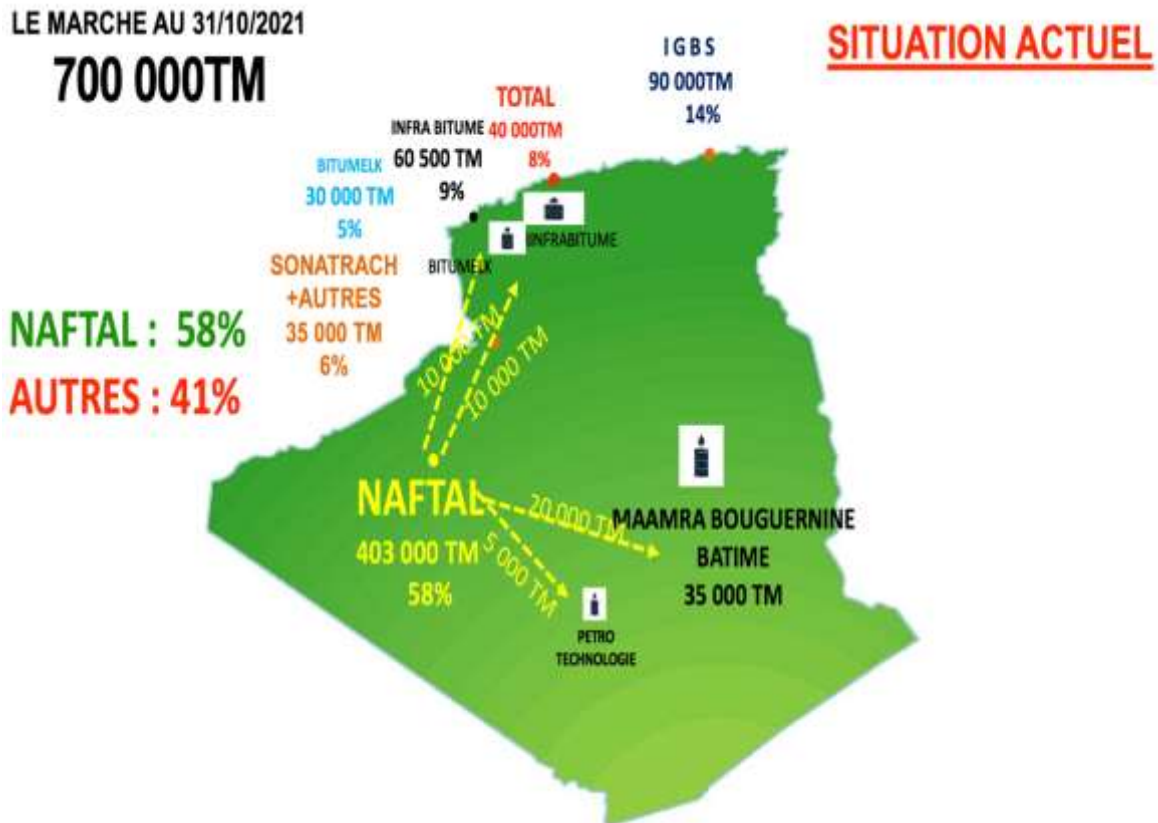 LE MARCHE AU 31/10/2021
700 000TM
SITUATION ACTUEL
I G B S
90 000TM
14%
TOTAL
40 000TM
8%
INFRA BITUME
60 500 TM
9%
BITUMELK
30 000 TM
5%
SONATRACH
+AUTRES
35 000 TM
6%
NAFTAL : 58%
AUTRES : 41%
INFRABITUME
BITUMELK
10 000 TM
10 000 TM
NAFTAL
403 000 TM
58%
20 000 TM
5 000 TM
MAAMRA BOUGUERNINE
BATIME
35 000 TM
PETRO
TECHNOLOGIE